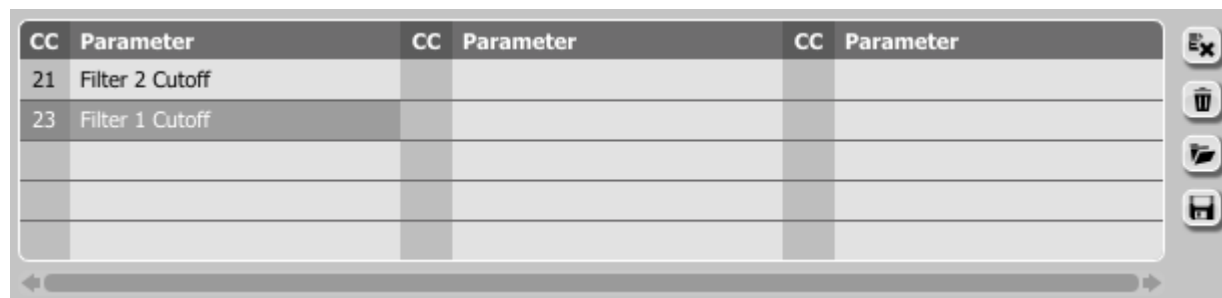 CC Parameter CC Parameter CC Parameter
21 Filter 2 Cutoff
23 Filter 1 Cutoff